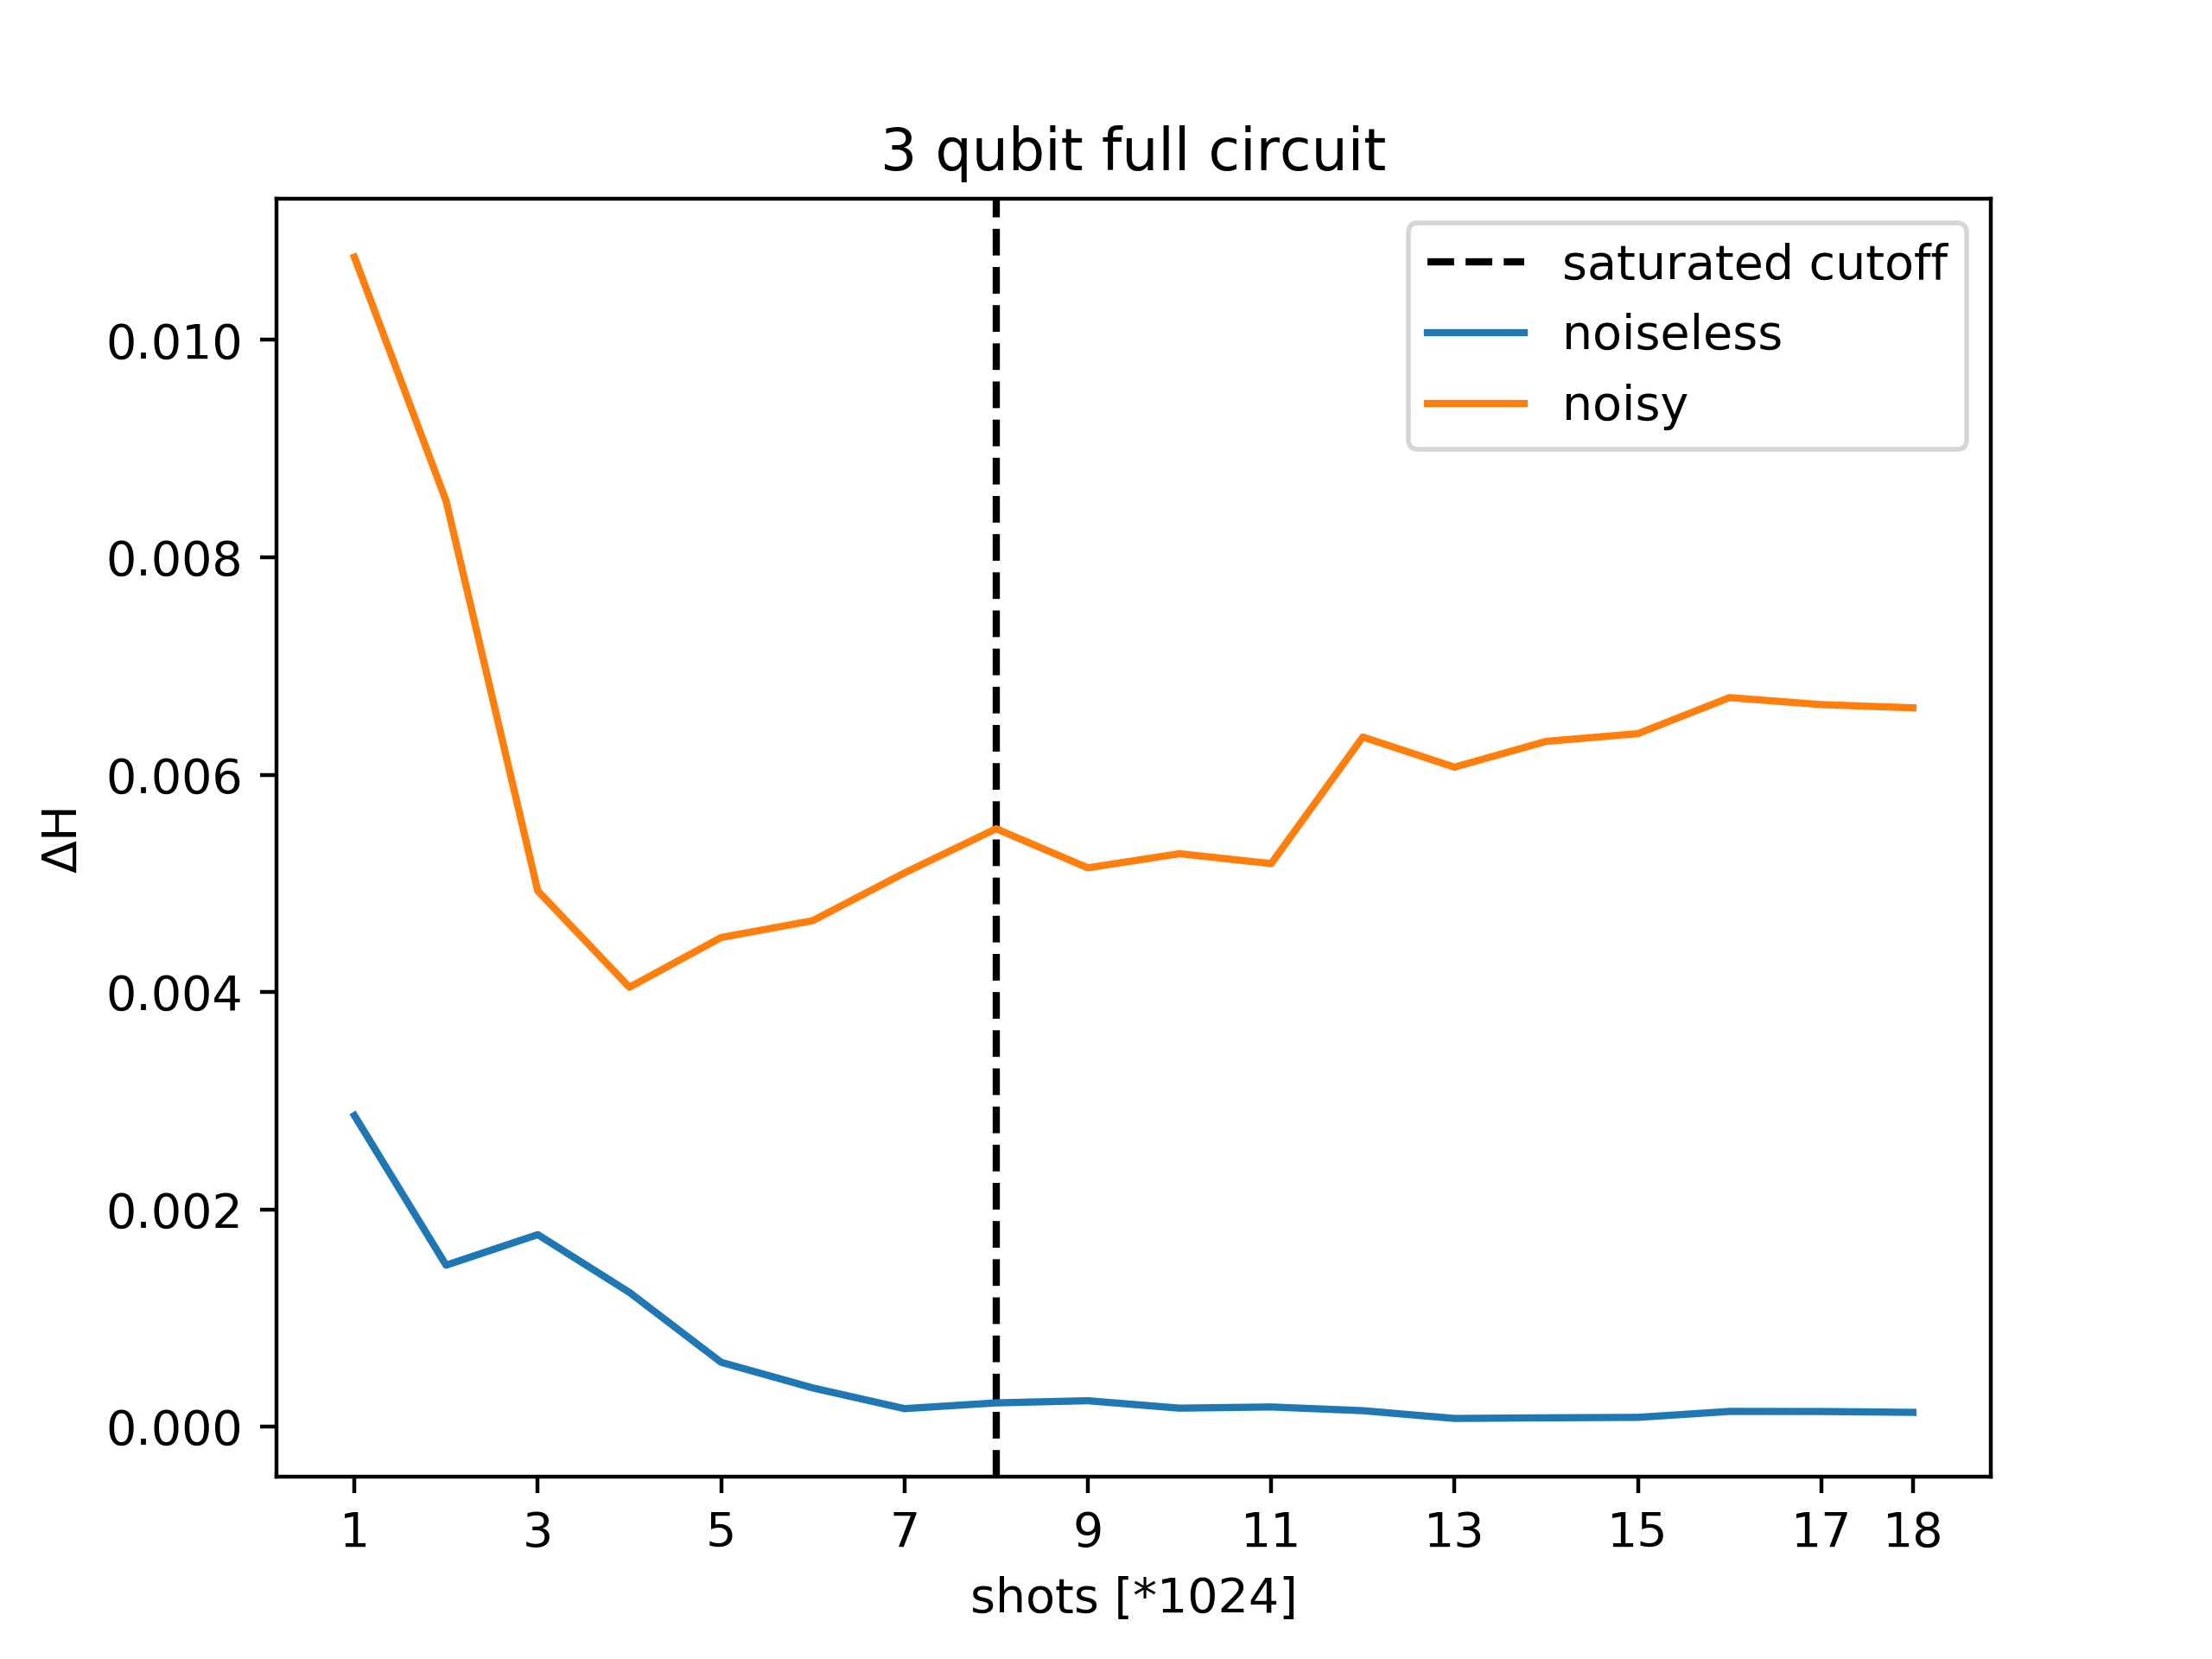 3 qubit full circuit
saturated cutoff
noiseless
noisy
0.010
0.008
0.006
0.004
0.002
0.000
ΔH
1 3 5 7 9 11 13 15 17 18
shots [*1024]